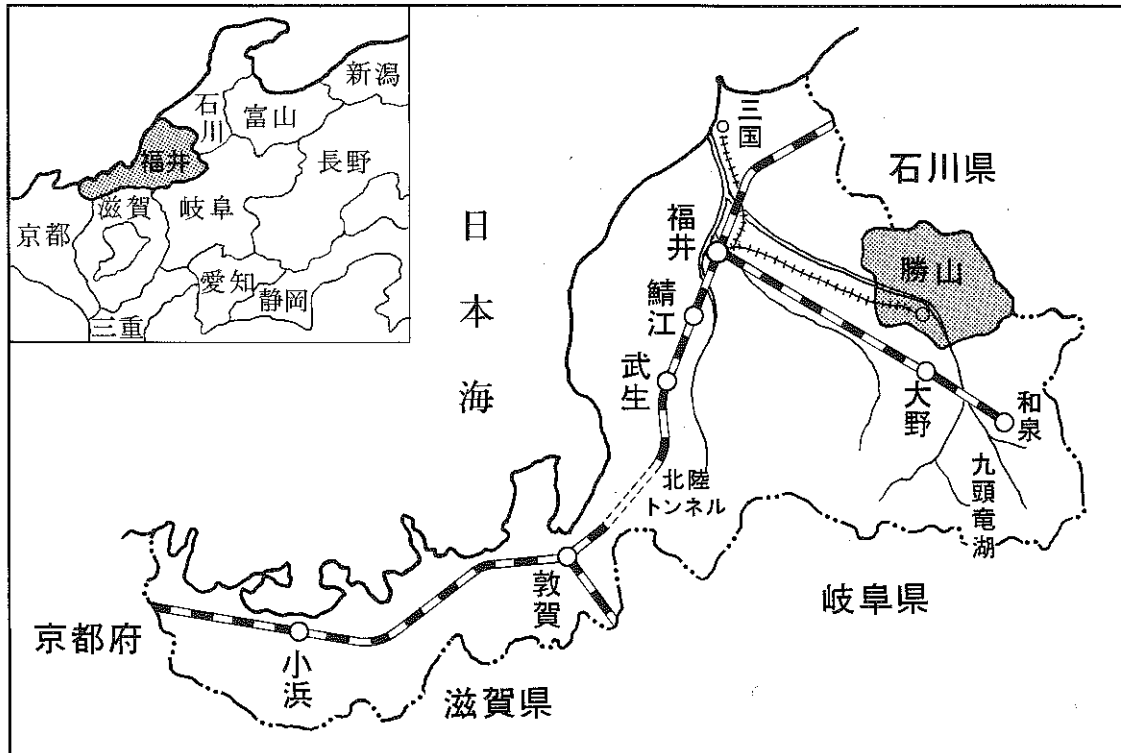 新潟
石川
富山
福井
長野
滋賀
岐阜
京都
愛知
静岡
三重
三国
石川県
日本海
福井
勝山
鯖江
武生
大野
和泉
北陸
トンネル
九頭竜湖
敦賀
岐阜県
京都府
小浜
滋賀県